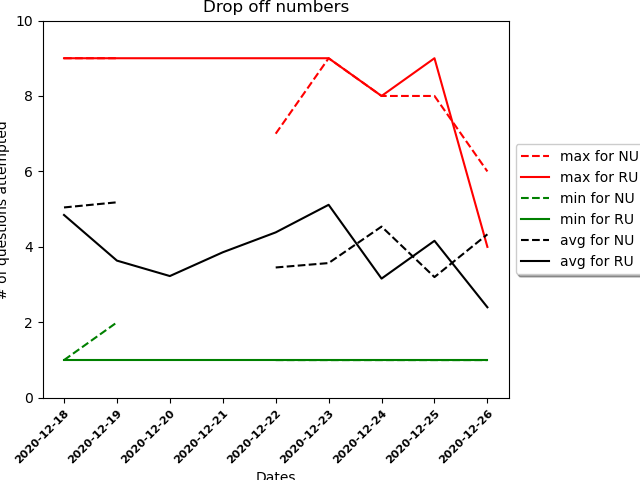 Drop off numbers
# of questions attempted
10
8
6
4
2
0
2020-12-18
2020-12-19
2020-12-20
2020-12-21
2020-12-22
2020-12-23
2020-12-24
2020-12-25
2020-12-26
Dates
max for NU
max for RU
min for NU
min for RU
avg for NU
avg for RU